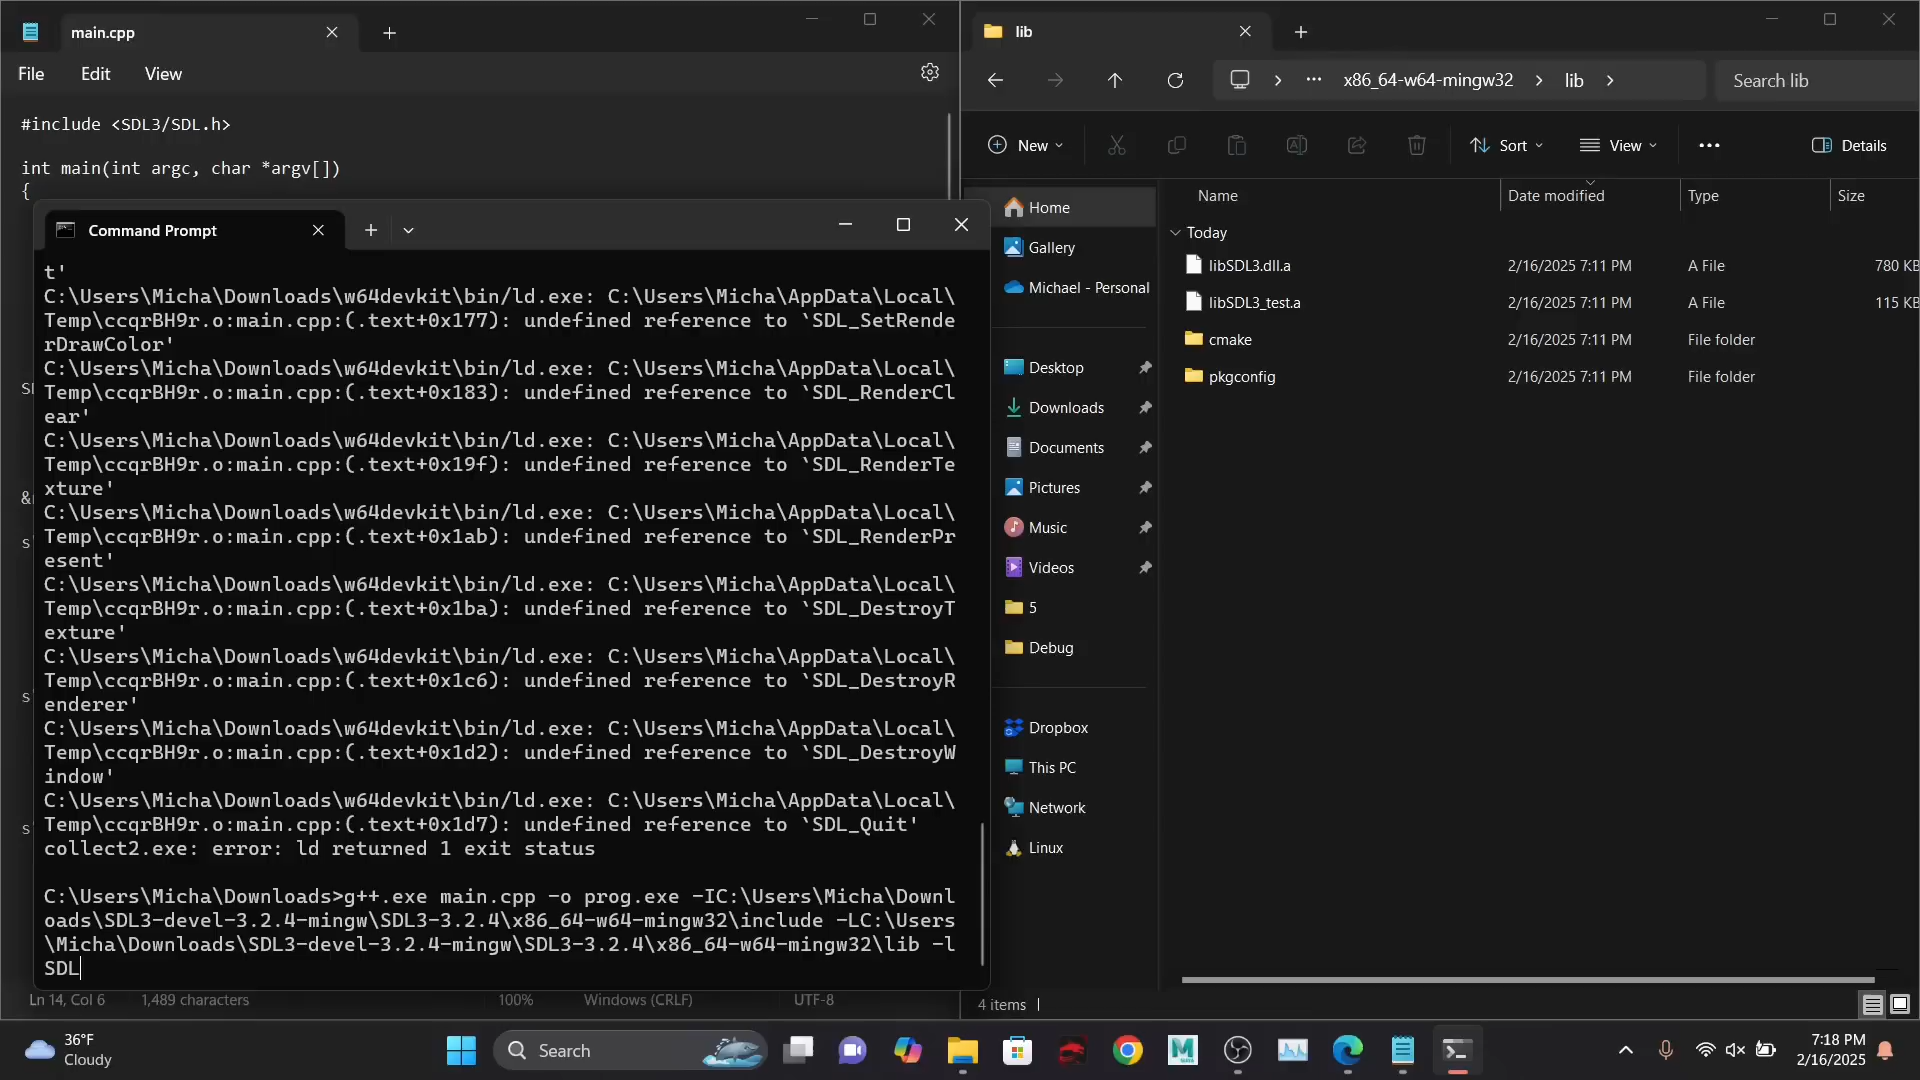 main.cpp
File Edit View
#include <SDL3/SDL.h>
int main(int argc, char *argv[])
{
Command Prompt
t'
C:\Users\Micha\Downloads\w64devkit\bin/ld.exe: C:\Users\Micha\AppData\Local\
Temp\ccqrBH9r.o:main.cpp:(.text+0x177): undefined reference to `SDL_SetRende
rDrawColor'
C:\Users\Micha\Downloads\w64devkit\bin/ld.exe: C:\Users\Micha\AppData\Local\
Temp\ccqrBH9r.o:main.cpp:(.text+0x183): undefined reference to `SDL_RenderCl
ear'
C:\Users\Micha\Downloads\w64devkit\bin/ld.exe: C:\Users\Micha\AppData\Local\
Temp\ccqrBH9r.o:main.cpp:(.text+0x19f): undefined reference to `SDL_RenderTe
xture'
C:\Users\Micha\Downloads\w64devkit\bin/ld.exe: C:\Users\Micha\AppData\Local\
Temp\ccqrBH9r.o:main.cpp:(.text+0x1ab): undefined reference to `SDL_RenderPr
esent'
C:\Users\Micha\Downloads\w64devkit\bin/ld.exe: C:\Users\Micha\AppData\Local\
Temp\ccqrBH9r.o:main.cpp:(.text+0x1ba): undefined reference to `SDL_DestroyT
exture'
C:\Users\Micha\Downloads\w64devkit\bin/ld.exe: C:\Users\Micha\AppData\Local\
Temp\ccqrBH9r.o:main.cpp:(.text+0x1c6): undefined reference to `SDL_DestroyR
enderer'
C:\Users\Micha\Downloads\w64devkit\bin/ld.exe: C:\Users\Micha\AppData\Local\
Temp\ccqrBH9r.o:main.cpp:(.text+0x1d2): undefined reference to `SDL_DestroyW
indow'
C:\Users\Micha\Downloads\w64devkit\bin/ld.exe: C:\Users\Micha\AppData\Local\
Temp\ccqrBH9r.o:main.cpp:(.text+0x1d7): undefined reference to `SDL_Quit'
collect2.exe: error: ld returned 1 exit status
C:\Users\Micha\Downloads>g++.exe main.cpp -o prog.exe -IC:\Users\Micha\Downl
oads\SDL3-devel-3.2.4-mingw\SDL3-3.2.4\x86_64-w64-mingw32\include -LC:\Users
\Micha\Downloads\SDL3-devel-3.2.4-mingw\SDL3-3.2.4\x86_64-w64-mingw32\lib -l
SDL
Ln 14, Col 6 1,489 characters 100% Windows (CRLF) UTF-8
lib
x86_64-w64-mingw32 lib Search lib
New Sort View Details
Name Date modified Type Size
Today
libSDL3.dll.a 2/16/2025 7:11 PM A File 780 KB
libSDL3_test.a 2/16/2025 7:11 PM A File 115 KB
cmake 2/16/2025 7:11 PM File folder
pkgconfig 2/16/2025 7:11 PM File folder
Home
Gallery
Michael - Personal
Desktop
Downloads
Documents
Pictures
Music
Videos
5
Debug
Dropbox
This PC
Network
Linux
4 items
36°F
Cloudy
Search
7:18 PM
2/16/2025